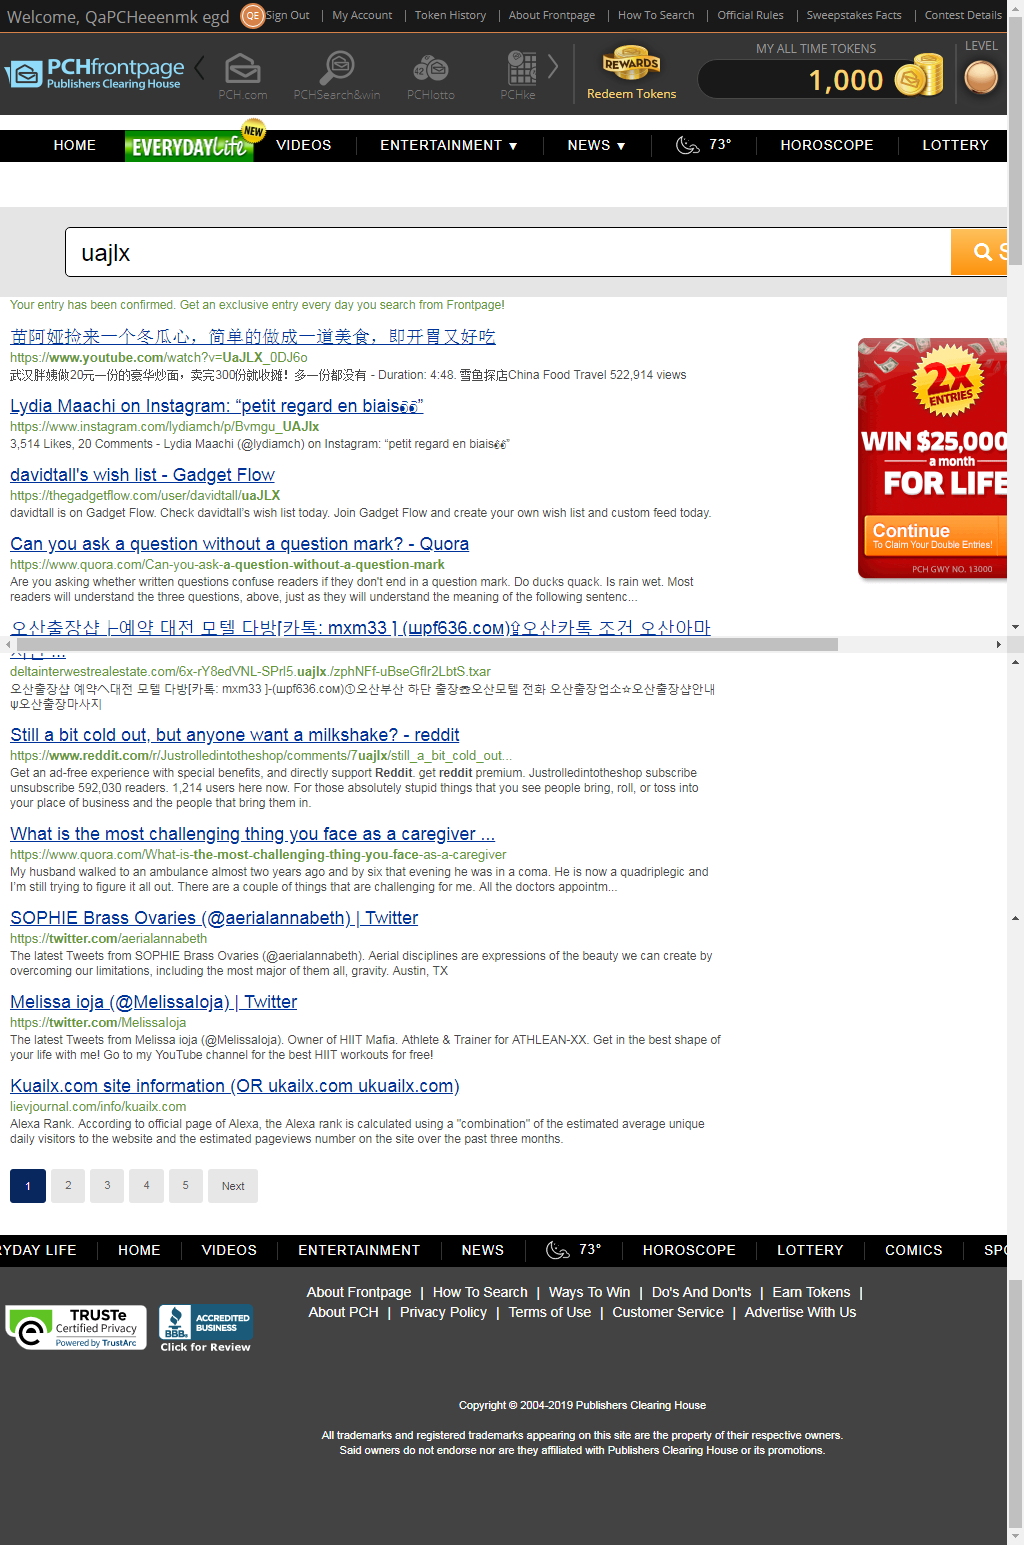 Welcome, QaPCHeeenmk egd QE Sign Out | My Account | Token History | About Frontpage | How To Search | Official Rules | Sweepstakes Facts | Contest Details
PCHfrontpage
Publishers Clearing House
PCH.com PCHSearch&win PCHlotto PCHke
REWARDS
Redeem Tokens
MY ALL TIME TOKENS
1,000
LEVEL
HOME EVERYDAY Life NEW VIDEOS ENTERTAINMENT ▼ NEWS ▼ 73° HOROSCOPE LOTTERY
uajlx
S
Your entry has been confirmed. Get an exclusive entry every day you search from Frontpage!
苗阿娅捡来一个冬瓜心，简单的做成一道美食，即开胃又好吃
https://www.youtube.com/watch?v=UaJLX_0DJ6o
武汉胖姨做20元一份的豪华炒面，卖完300份就收摊！多一份都没有 - Duration: 4:48. 雪鱼探店China Food Travel 522,914 views
Lydia Maachi on Instagram: “petit regard en biais👀”
https://www.instagram.com/lydiamch/p/Bvmgu_UAJlx
3,514 Likes, 20 Comments - Lydia Maachi (@lydiamch) on Instagram: “petit regard en biais👀”
davidtall's wish list - Gadget Flow
https://thegadgetflow.com/user/davidtall/uaJLX
davidtall is on Gadget Flow. Check davidtall's wish list today. Join Gadget Flow and create your own wish list and custom feed today.
Can you ask a question without a question mark? - Quora
https://www.quora.com/Can-you-ask-a-question-without-a-question-mark
Are you asking whether written questions confuse readers if they don't end in a question mark. Do ducks quack. Is rain wet. Most
readers will understand the three questions, above, just as they will understand the meaning of the following sentenc...
2X
ENTRIES
WIN $25,000
a month
FOR LIFE
Continue
To Claim Your Double Entries!
PCH GWY NO. 13000
오산출장샵┝예약 대전 모텔 다방[카톡: mxm33 ] (шpf636.coм)오산카톡 조건 오산아마
deltainterwestrealestate.com/6x-rY8edVNL-SPrl5.uajlx./zphNFf-uBseGflr2LbtS.txar
오산출장샵 예약ヘ대전 모텔 다방[카톡: mxm33 ]-(шpf636.coм)①오산부산 하단 출장☎오산모텔 전화 오산출장업소☆오산출장샵안내
ψ오산출장마사지
Still a bit cold out, but anyone want a milkshake? - reddit
https://www.reddit.com/r/Justrolledintotheshop/comments/7uajlx/still_a_bit_cold_out...
Get an ad-free experience with special benefits, and directly support Reddit. get reddit premium. Justrolledintotheshop subscribe
unsubscribe 592,030 readers. 1,214 users here now. For those absolutely stupid things that you see people bring, roll, or toss into
your place of business and the people that bring them in.
What is the most challenging thing you face as a caregiver ...
https://www.quora.com/What-is-the-most-challenging-thing-you-face-as-a-caregiver
My husband walked to an ambulance almost two years ago and by six that evening he was in a coma. He is now a quadriplegic and
I'm still trying to figure it all out. There are a couple of things that are challenging for me. All the doctors appointm...
SOPHIE Brass Ovaries (@aerialannabeth) | Twitter
https://twitter.com/aerialannabeth
The latest Tweets from SOPHIE Brass Ovaries (@aerialannabeth). Aerial disciplines are expressions of the beauty we can create by
overcoming our limitations, including the most major of them all, gravity. Austin, TX
Melissa ioja (@MelissaIoja) | Twitter
https://twitter.com/MelissaIoja
The latest Tweets from Melissa ioja (@MelissaIoja). Owner of HIIT Mafia. Athlete & Trainer for ATHLEAN-XX. Get in the best shape of
your life with me! Go to my YouTube channel for the best HIIT workouts for free!
Kuailx.com site information (OR ukailx.com ukuailx.com)
lievjournal.com/info/kuailx.com
Alexa Rank. According to official page of Alexa, the Alexa rank is calculated using a "combination" of the estimated average unique
daily visitors to the website and the estimated pageviews number on the site over the past three months.
1 2 3 4 5 Next
RYDAY LIFE HOME VIDEOS ENTERTAINMENT NEWS 73° HOROSCOPE LOTTERY COMICS SPO
About Frontpage | How To Search | Ways To Win | Do's And Don'ts | Earn Tokens |
About PCH | Privacy Policy | Terms of Use | Customer Service | Advertise With Us
TRUSTe
Certified Privacy
Powered by TrustArc
BBB
ACCREDITED
BUSINESS
Click for Review
Copyright © 2004-2019 Publishers Clearing House
All trademarks and registered trademarks appearing on this site are the property of their respective owners.
Said owners do not endorse nor are they affiliated with Publishers Clearing House or its promotions.